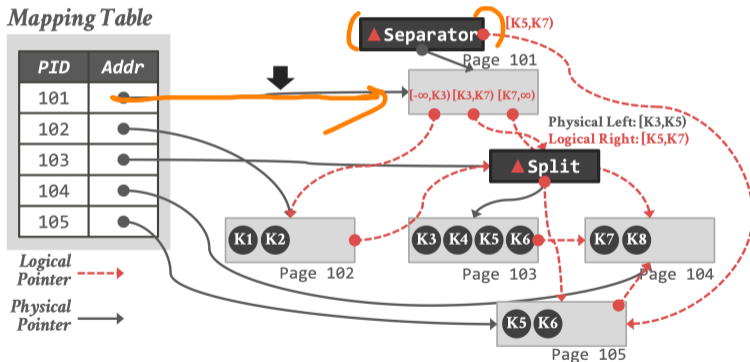 Mapping Table
PID Addr
101
102
103
104
105
Logical Pointer
Physical Pointer
▲Separator
[K5,K7)
Page 101
[-∞,K3) [K3,K7) [K7,∞)
Physical Left: [K3,K5)
Logical Right: [K5,K7)
▲Split
K1 K2
Page 102
K3 K4 K5 K6
Page 103
K7 K8
Page 104
K5 K6
Page 105